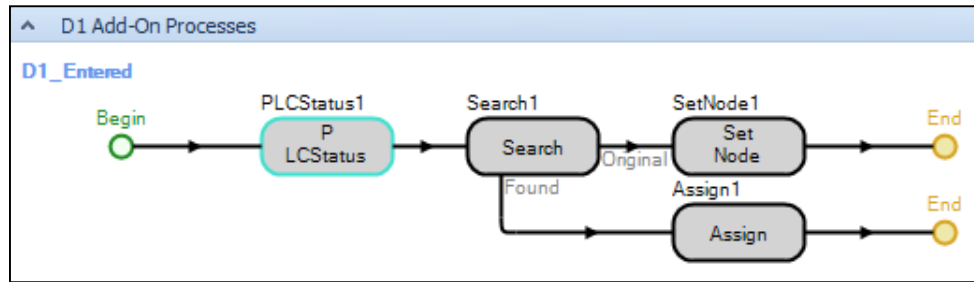 D1 Add-On Processes
D1_Entered
Begin
PLCStatus1
P
LCStatus
Search1
Search
Original
Found
SetNode1
Set
Node
End
Assign1
Assign
End